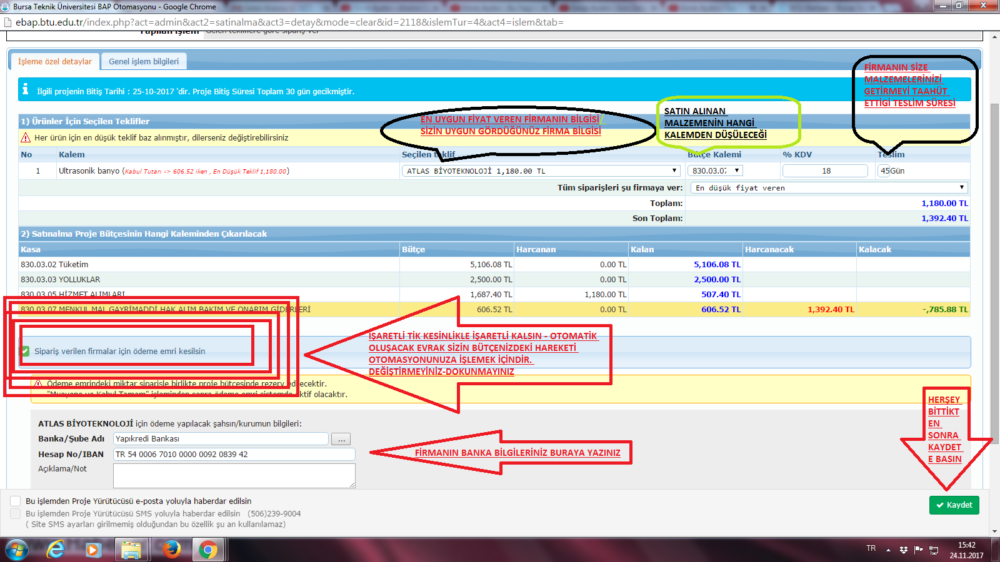 Bursa Teknik Üniversitesi BAP Otomasyonu - Google Chrome
ebap.btu.edu.tr/index.php?act=admin&act2=satinalma&act3=detay&mode=clear&id=2118&islemTur=4&act4=islem&tab=
Yapılan işlem Gelen tekliflere göre sipariş ver
İşleme özel detaylar Genel işlem bilgileri
FİRMANIN SİZE
MALZEMELERİNİZİ
GETİRMEYİ TAAHÜT
ETTİGİ TESLİM SÜRESİ
İlgili projenin Bitiş Tarihi : 25-10-2017 'dir. Proje Bitiş Süresi Toplam 30 gün gecikmiştir.
1) Ürünler İçin Seçilen Teklifler
EN UYGUN FİYAT VEREN FİRMANIN BİLGİSİ
SİZİN UYGUN GÖRDÜĞÜNÜZ FİRMA BİLGİSİ
SATIN ALINAN
MALZEMENİN HANGİ
KALEMDEN DÜŞÜLECEĞİ
Her ürün için en düşük teklif baz alınmıştır, dilerseniz değiştirebilirsiniz
No Kalem Seçilen teklif Bütçe Kalemi % KDV Teslim
1 Ultrasonik banyo (Kabul Tutarı -> 606.52 iken , En Düşük Teklif 1,180.00) ATLAS BİYOTEKNOLOJİ 1,180.00 TL 830.03.07 18 45 Gün
Tüm siparişleri şu firmaya ver: En düşük fiyat veren
Toplam: 1,180.00 TL
Son Toplam: 1,392.40 TL
2) Satınalma Proje Bütçesinin Hangi Kaleminden Çıkarılacak
Kasa Bütçe Harcanan Kalan Harcanacak Kalacak
830.03.02 Tüketim 5,106.08 TL 0.00 TL 5,106.08 TL
830.03.03 YOLLUKLAR 2,500.00 TL 0.00 TL 2,500.00 TL
830.03.05 HİZMET ALIMLARI 1,687.40 TL 1,180.00 TL 507.40 TL
830.03.07 MENKUL MAL,GAYRİMADDİ HAK ALIM,BAKIM VE ONARIM GİDERLERİ 606.52 TL 0.00 TL 606.52 TL 1,392.40 TL -,785.88 TL
Sipariş verilen firmalar için ödeme emri kesilsin
İŞARETLİ TİK KESİNLİKLE İŞARETLİ KALSIN - OTOMATİK
OLUŞACAK EVRAK SİZİN BÜTÇENİZDEKİ HAREKETİ
OTOMASYONUNUZA İŞLEMEK İÇİNDİR.
DEĞİŞTİRMEYİNİZ-DOKUNMAYINIZ
Ödeme emrindeki miktar siparişle birlikte proje bütçesinde rezerv edilecektir.
"Muayene ve Kabul Tamam" işleminden sonra ödeme emri sistemde aktif olacaktır.
HERŞEY
BİTTİKT
EN
SONRA
KAYDET
E BASIN
ATLAS BİYOTEKNOLOJİ için ödeme yapılacak şahsın/kurumun bilgileri:
Banka/Şube Adı Yapıkredi Bankası ...
Hesap No/IBAN TR 54 0006 7010 0000 0092 0839 42
FİRMANIN BANKA BİLGİLERİNİZ BURAYA YAZINIZ
Açıklama/Not
Bu işlemden Proje Yürütücüsü e-posta yoluyla haberdar edilsin
Bu işlemden Proje Yürütücüsü SMS yoluyla haberdar edilsin (506)239-9004
( Site SMS ayarları girilmemiş olduğundan bu özellik şu an kullanılamaz)
Kaydet
TR
15:42
24.11.2017